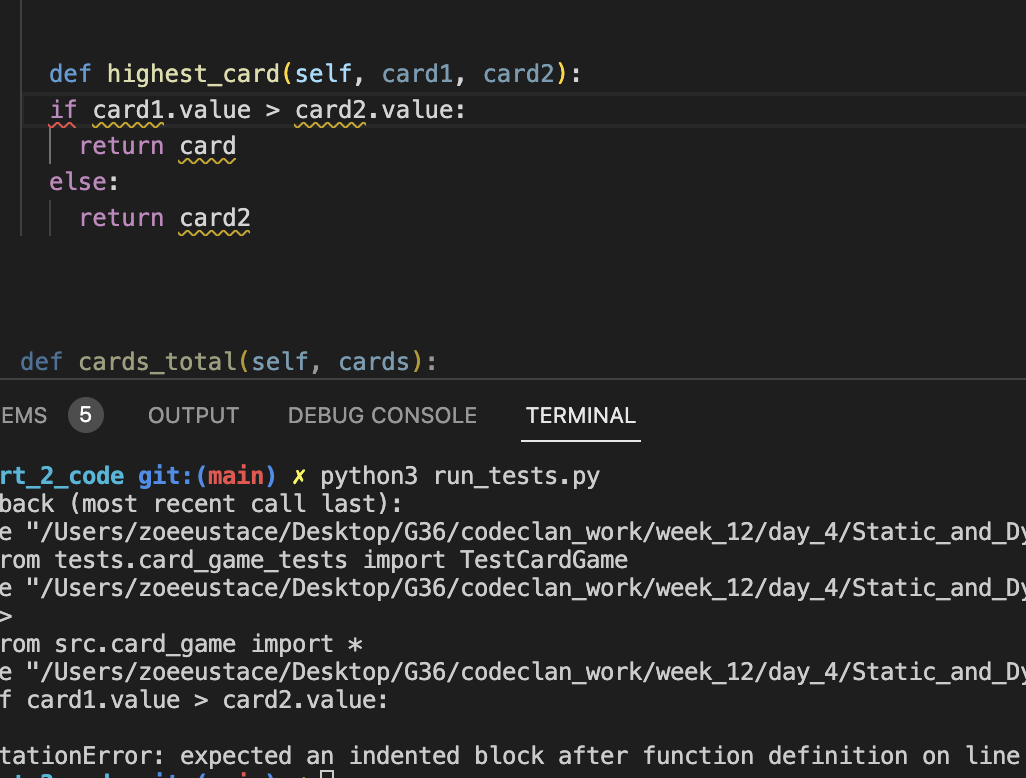 def highest_card(self, card1, card2):
if card1.value > card2.value:
return card
else:
return card2
def cards_total(self, cards):
EMS 5 OUTPUT DEBUG CONSOLE TERMINAL
rt_2_code git:(main) ✗ python3 run_tests.py
back (most recent call last):
e "/Users/zoeeustace/Desktop/G36/codeclan_work/week_12/day_4/Static_and_Dy
rom tests.card_game_tests import TestCardGame
e "/Users/zoeeustace/Desktop/G36/codeclan_work/week_12/day_4/Static_and_Dy
>
rom src.card_game import *
e "/Users/zoeeustace/Desktop/G36/codeclan_work/week_12/day_4/Static_and_Dy
f card1.value > card2.value:
tationError: expected an indented block after function definition on line